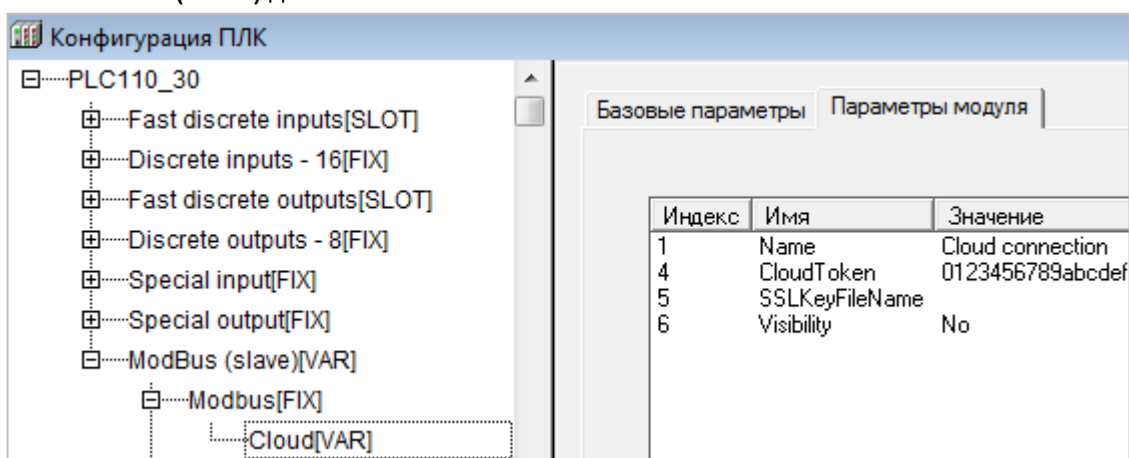 Конфигурация ПЛК
PLC110_30
Fast discrete inputs[SLOT]
Discrete inputs - 16[FIX]
Fast discrete outputs[SLOT]
Discrete outputs - 8[FIX]
Special input[FIX]
Special output[FIX]
ModBus (slave)[VAR]
Modbus[FIX]
Cloud[VAR]
Базовые параметры Параметры модуля
Индекс Имя Значение
1 Name Cloud connection
4 CloudToken 0123456789abcdef
5 SSLKeyFileName
6 Visibility No